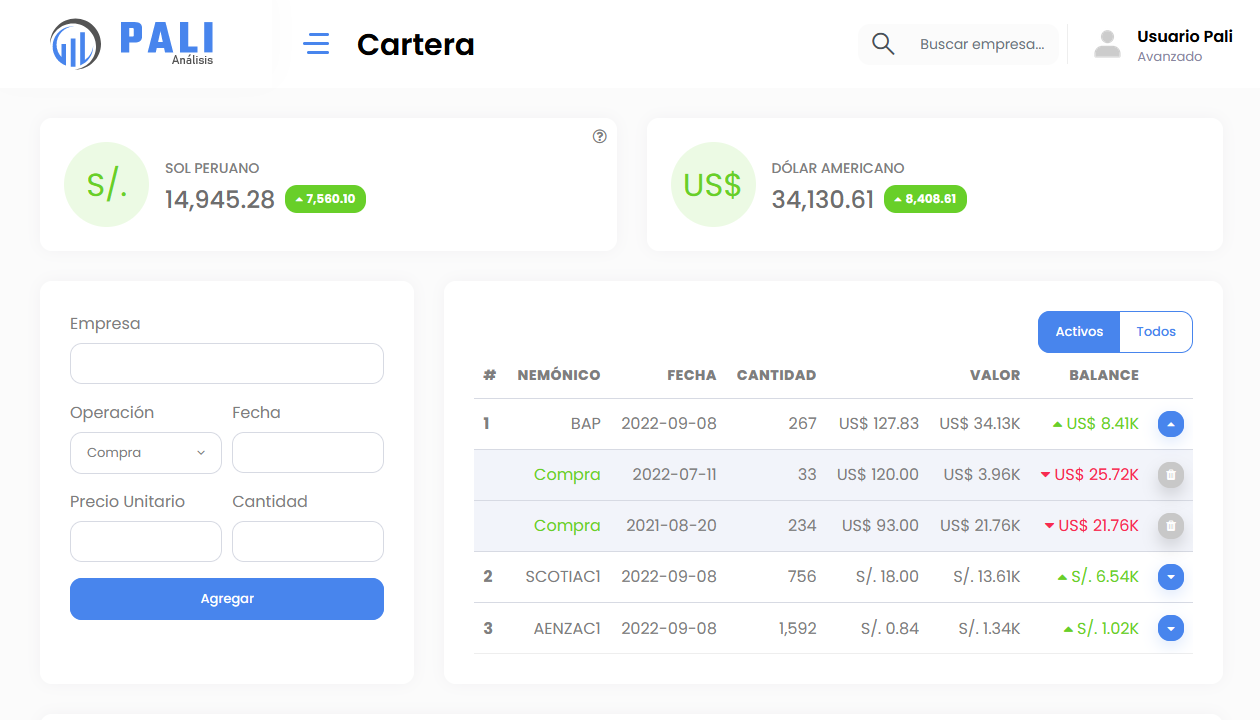 PALI
Análisis
Cartera
Buscar empresa...
Usuario Pali
Avanzado
S/.
SOL PERUANO
14,945.28 7,560.10
US$
DÓLAR AMERICANO
34,130.61 8,408.61
Empresa
Operación Fecha
Compra
Precio Unitario Cantidad
Agregar
Activos Todos
# NEMÓNICO FECHA CANTIDAD VALOR BALANCE
1 BAP 2022-09-08 267 US$ 127.83 US$ 34.13K US$ 8.41K
Compra 2022-07-11 33 US$ 120.00 US$ 3.96K US$ 25.72K
Compra 2021-08-20 234 US$ 93.00 US$ 21.76K US$ 21.76K
2 SCOTIAC1 2022-09-08 756 S/. 18.00 S/. 13.61K S/. 6.54K
3 AENZAC1 2022-09-08 1,592 S/. 0.84 S/. 1.34K S/. 1.02K